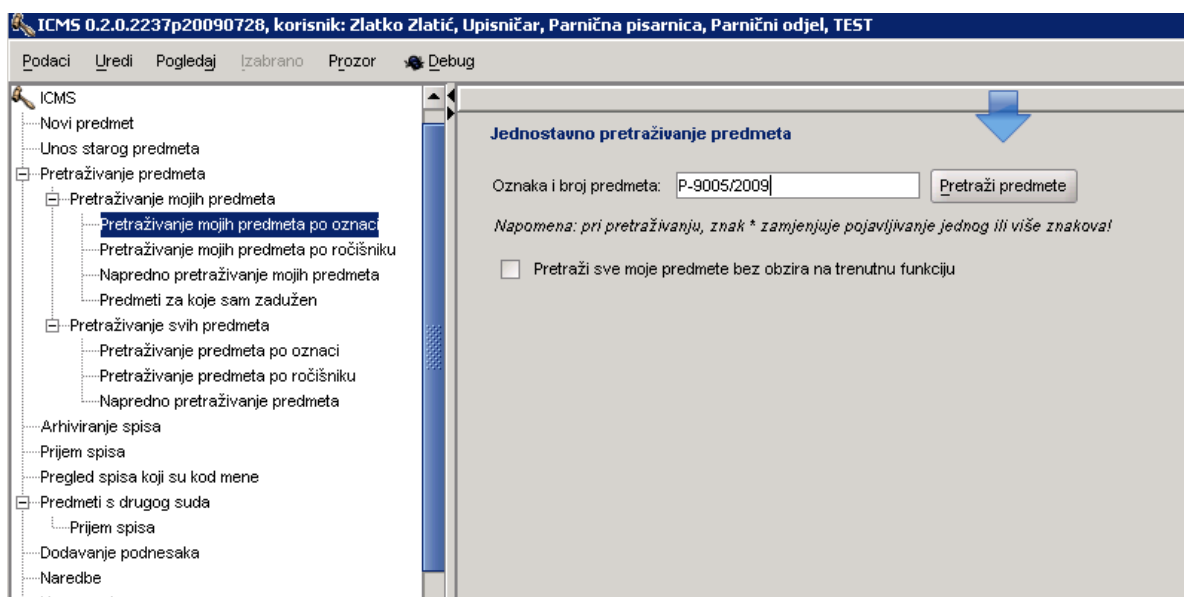 ICMS 0.2.0.2237p20090728, korisnik: Zlatko Zlatić, Upisničar, Parnična pisarnica, Parnični odjel, TEST
Podaci Uredi Pogledaj Izabrano Prozor Debug
ICMS
Novi predmet
Unos starog predmeta
Pretraživanje predmeta
Pretraživanje mojih predmeta
Pretraživanje mojih predmeta po oznaci
Pretraživanje mojih predmeta po ročišniku
Napredno pretraživanje mojih predmeta
Predmeti za koje sam zadužen
Pretraživanje svih predmeta
Pretraživanje predmeta po oznaci
Pretraživanje predmeta po ročišniku
Napredno pretraživanje predmeta
Arhiviranje spisa
Prijem spisa
Pregled spisa koji su kod mene
Predmeti s drugog suda
Prijem spisa
Dodavanje podnesaka
Naredbe
Jednostavno pretraživanje predmeta
Oznaka i broj predmeta: P-9005/2009 Pretraži predmete
Napomena: pri pretraživanju, znak * zamjenjuje pojavljivanje jednog ili više znakova!
Pretraži sve moje predmete bez obzira na trenutnu funkciju